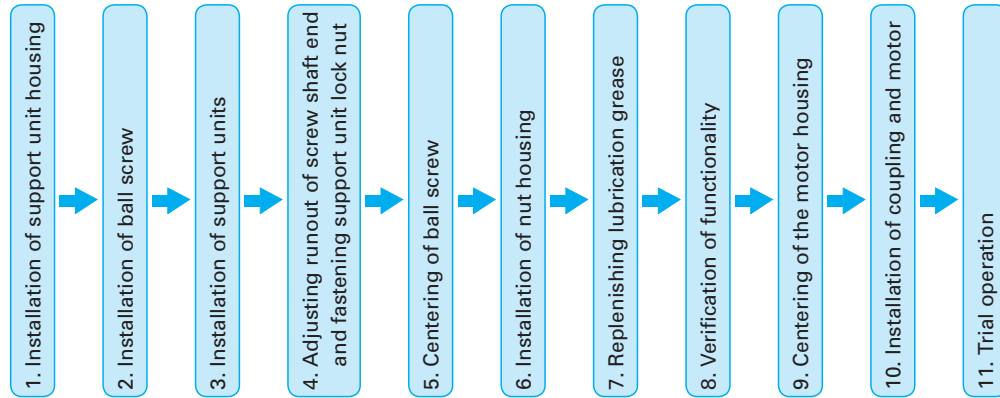 1. Installation of support unit housing
2. Installation of ball screw
3. Installation of support units
4. Adjusting runout of screw shaft end
and fastening support unit lock nut
5. Centering of ball screw
6. Installation of nut housing
7. Replenishing lubrication grease
8. Verification of functionality
9. Centering of the motor housing
10. Installation of coupling and motor
11. Trial operation